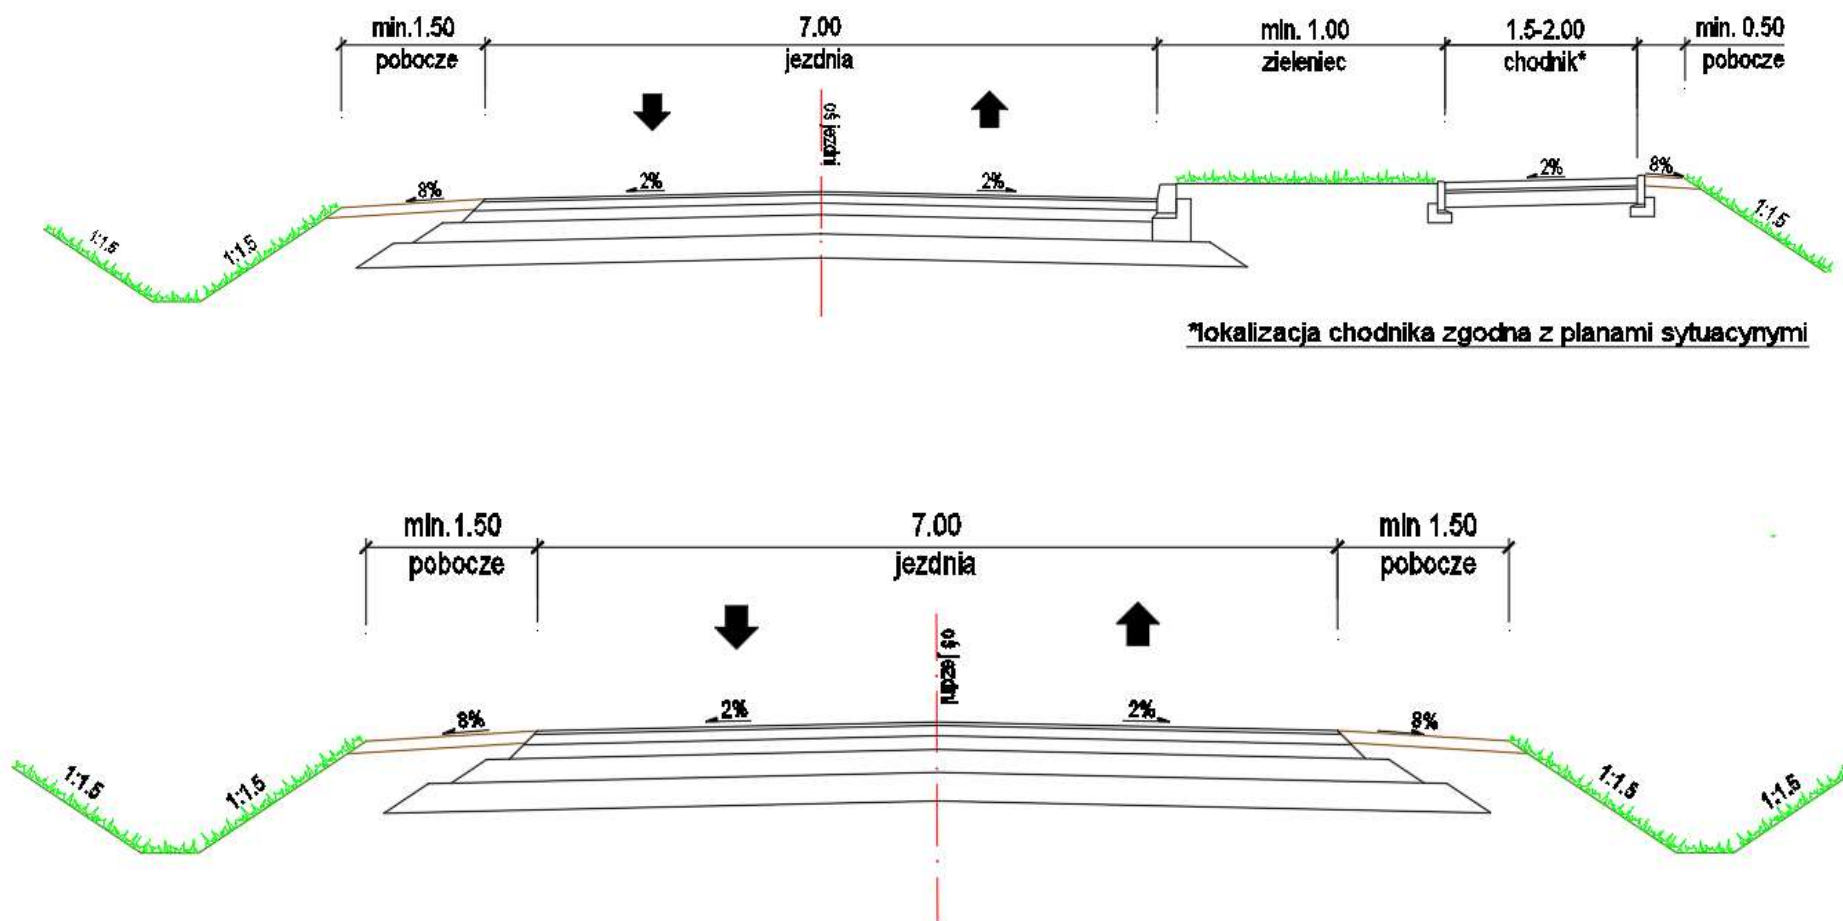 min.1.50 7.00 min. 1.00 1.5-2.00 min. 0.50
pobocze jezdnia zieleniec chodnik* pobocze
oś jezdni
8% 2% 2% 2% 8%
1:1.5 1:1.5 1:1.5
*lokalizacja chodnika zgodna z planami sytuacynymi
min.1.50 7.00 min 1.50
pobocze jezdnia pobocze
oś jezdni
8% 2% 2% 8%
1:1.5 1:1.5 1:1.5 1:1.5